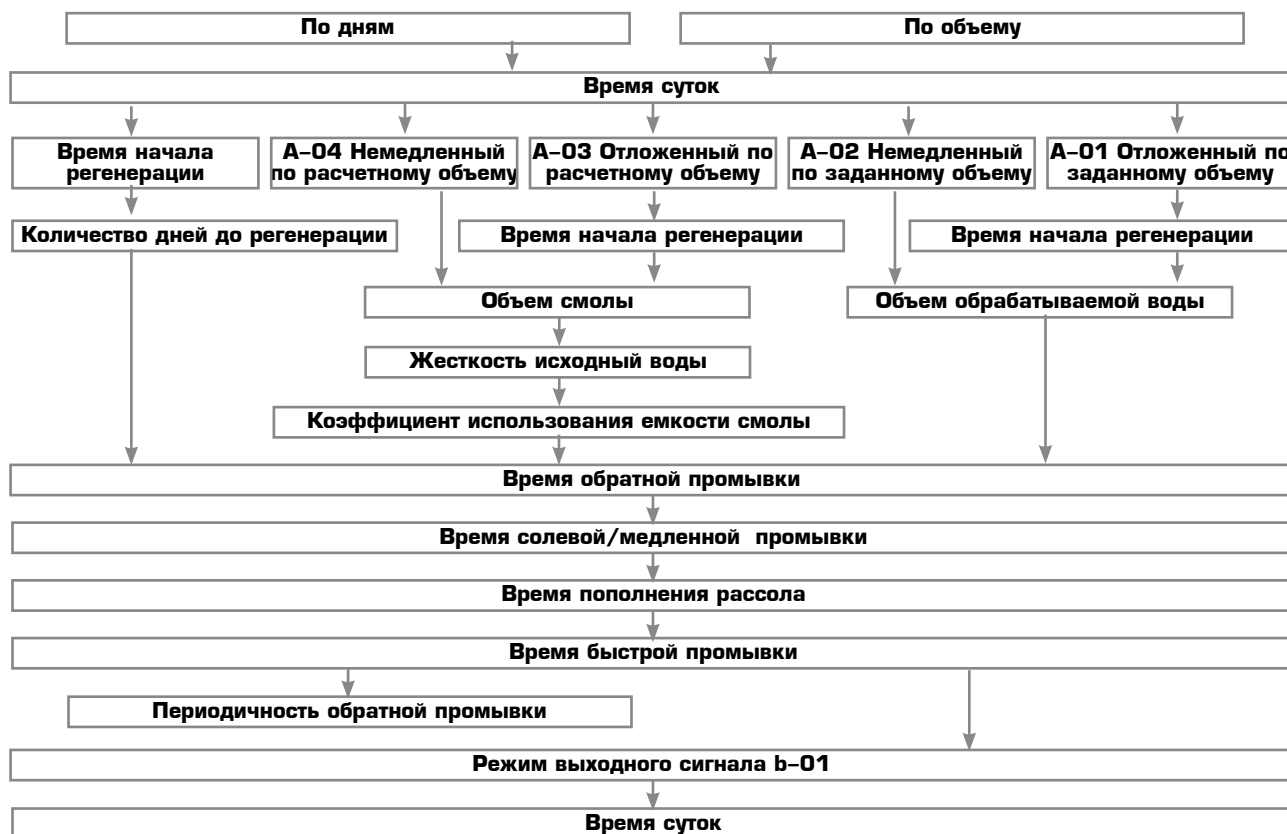 По дням
По объему
Время суток
Время начала
регенерации
А–04 Немедленный
по расчетному объему
А–03 Отложенный по
расчетному объему
А–02 Немедленный
по заданному объему
А–01 Отложенный по
заданному объему
Количество дней до регенерации
Время начала регенерации
Время начала регенерации
Объем смолы
Объем обрабатываемой воды
Жесткость исходный воды
Коэффициент использования емкости смолы
Время обратной промывки
Время солевой/медленной промывки
Время пополнения рассола
Время быстрой промывки
Периодичность обратной промывки
Режим выходного сигнала b–01
Время суток